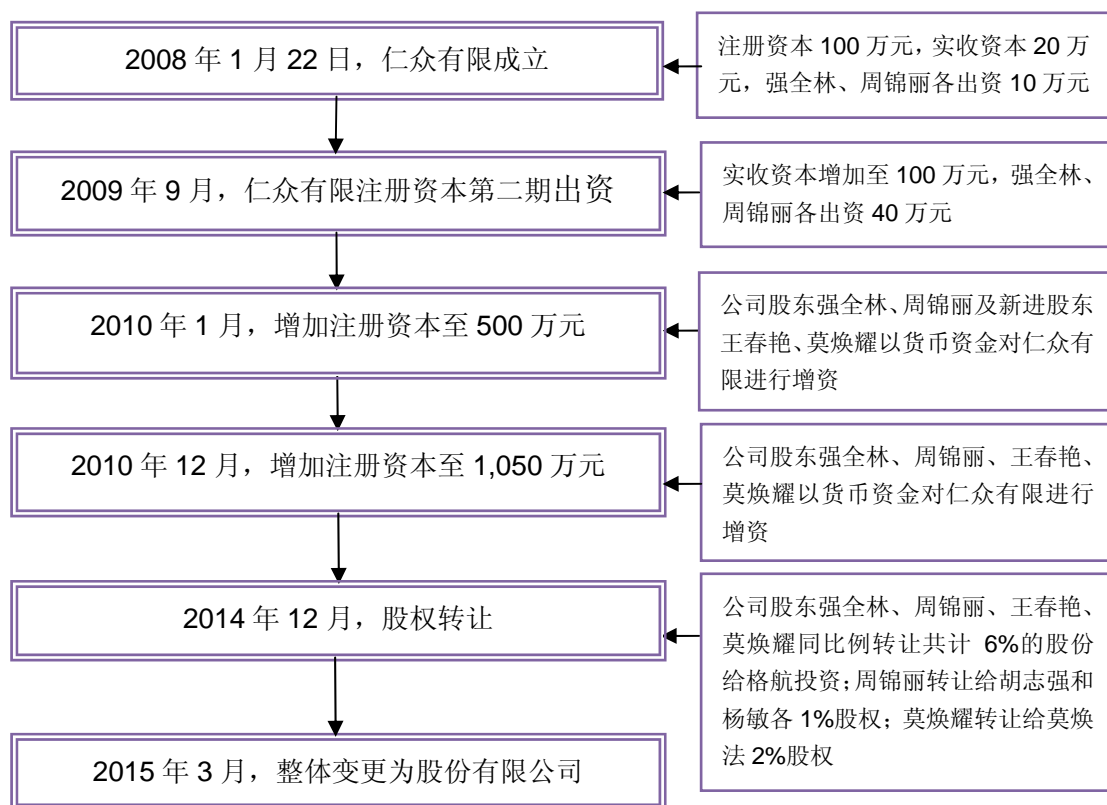 2008 年 1 月 22 日，仁众有限成立
注册资本 100 万元，实收资本 20 万
元，强全林、周锦丽各出资 10 万元
2009 年 9 月，仁众有限注册资本第二期出资
实收资本增加至 100 万元，强全林、
周锦丽各出资 40 万元
2010 年 1 月，增加注册资本至 500 万元
公司股东强全林、周锦丽及新进股东
王春艳、莫焕耀以货币资金对仁众有
限进行增资
2010 年 12 月，增加注册资本至 1,050 万元
公司股东强全林、周锦丽、王春艳、
莫焕耀以货币资金对仁众有限进行
增资
2014 年 12 月，股权转让
公司股东强全林、周锦丽、王春艳、
莫焕耀同比例转让共计 6%的股份
给格航投资；周锦丽转让给胡志强和
杨敏各 1%股权；莫焕耀转让给莫焕
法 2%股权
2015 年 3 月，整体变更为股份有限公司